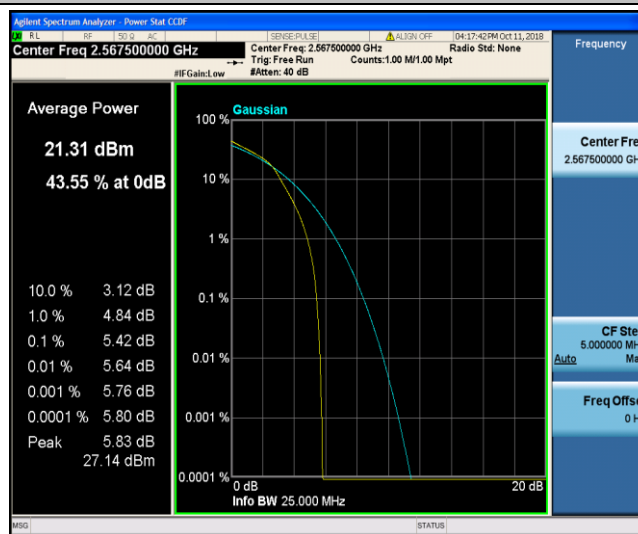 Agilent Spectrum Analyzer - Power Stat CCDF
RL RF 50 Ω AC SENSE:PULSE ALIGN OFF 04:17:42 PM Oct 11, 2018
Center Freq 2.567500000 GHz
Center Freq: 2.567500000 GHz Radio Std: None
Trig: Free Run Counts:1.00 M/1.00 Mpt
#IFGain:Low #Atten: 40 dB
Frequency
Average Power
21.31 dBm
43.55 % at 0dB
10.0 % 3.12 dB
1.0 % 4.84 dB
0.1 % 5.42 dB
0.01 % 5.64 dB
0.001 % 5.76 dB
0.0001 % 5.80 dB
Peak 5.83 dB
27.14 dBm
Gaussian
100 %
10 %
1 %
0.1 %
0.01 %
0.001 %
0.0001 %
0 dB 20 dB
Info BW 25.000 MHz
Center Fre
2.567500000 GH
CF Ste
5.000000 MH
Auto Ma
Freq Offse
0 H
MSG STATUS